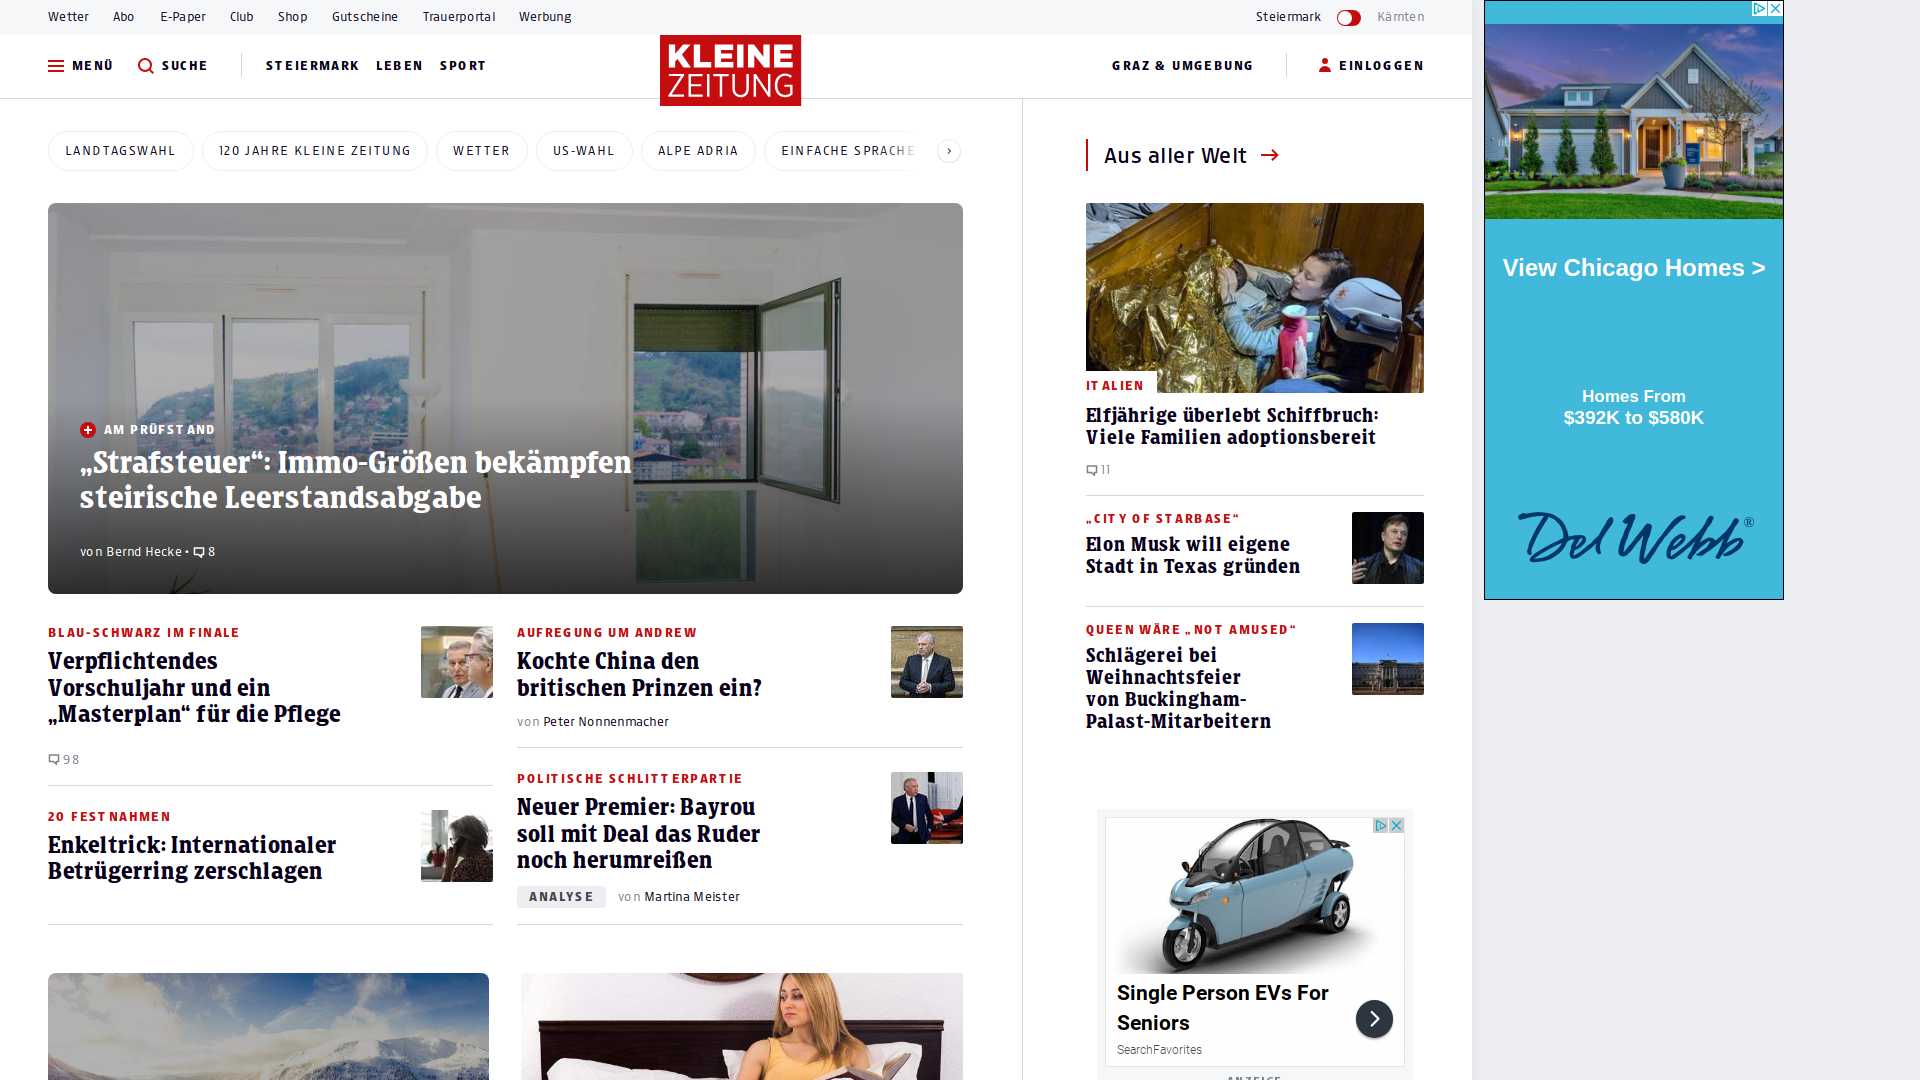 Wetter Abo E-Paper Club Shop Gutscheine Trauerportal Werbung Steiermark Kärnten
MENÜ SUCHE STEIERMARK LEBEN SPORT
KLEINE
ZEITUNG
GRAZ & UMGEBUNG EINLOGGEN
LANDTAGSWAHL 120 JAHRE KLEINE ZEITUNG WETTER US-WAHL ALPE ADRIA EINFACHE SPRACHE
AM PRÜFSTAND
„Strafsteuer“: Immo-Größen bekämpfen
steirische Leerstandsabgabe
von Bernd Hecke • 8
BLAU-SCHWARZ IM FINALE
Verpflichtendes
Vorschuljahr und ein
„Masterplan“ für die Pflege
98
20 FESTNAHMEN
Enkeltrick: Internationaler
Betrügerring zerschlagen
AUFREGUNG UM ANDREW
Kochte China den
britischen Prinzen ein?
von Peter Nonnenmacher
POLITISCHE SCHLITTERPARTIE
Neuer Premier: Bayrou
soll mit Deal das Ruder
noch herumreißen
ANALYSE von Martina Meister
Aus aller Welt
ITALIEN
Elfjährige überlebt Schiffbruch:
Viele Familien adoptionsbereit
11
„CITY OF STARBASE“
Elon Musk will eigene
Stadt in Texas gründen
QUEEN WÄRE „NOT AMUSED“
Schlägerei bei
Weihnachtsfeier
von Buckingham-
Palast-Mitarbeitern
Single Person EVs For
Seniors
SearchFavorites
ANZEIGE
View Chicago Homes >
Homes From
$392K to $580K
Del Webb®